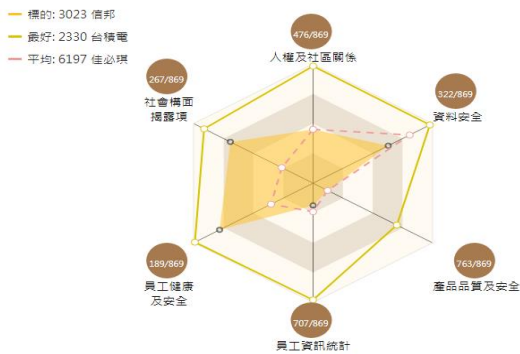 標的: 3023 信邦
最好: 2330 台積電
平均: 6197 佳必琪
476/869
人權及社區關係
322/869
資料安全
763/869
產品品質及安全
707/869
員工資訊統計
189/869
員工健康
及安全
267/869
社會構面
揭露項